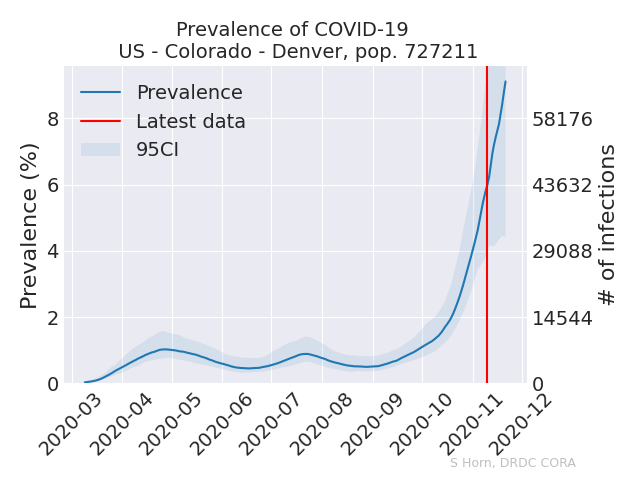 Prevalence of COVID-19
US - Colorado - Denver, pop. 727211
Prevalence
Latest data
95CI
Prevalence (%)
8
6
4
2
0
58176
43632
29088
14544
0
# of infections
2020-03
2020-04
2020-05
2020-06
2020-07
2020-08
2020-09
2020-10
2020-11
2020-12
S Horn, DRDC CORA